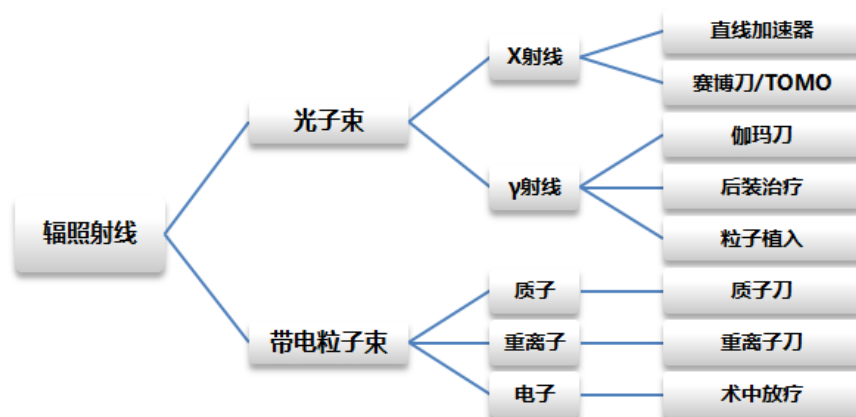 直线加速器
X射线
赛博刀/TOMO
光子束
伽玛刀
γ射线
后装治疗
粒子植入
辐照射线
质子
质子刀
带电粒子束
重离子
重离子刀
电子
术中放疗